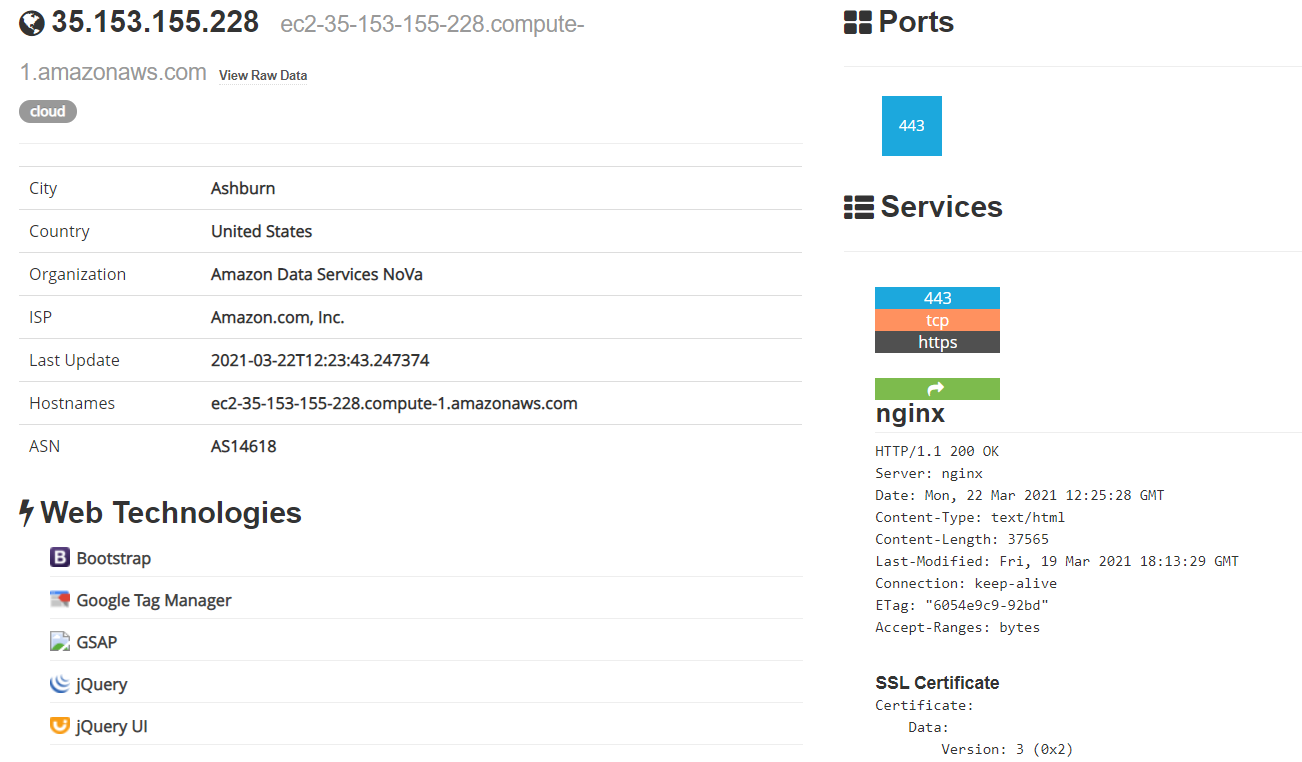 35.153.155.228 ec2-35-153-155-228.compute-
1.amazonaws.com View Raw Data
cloud
City Ashburn
Country United States
Organization Amazon Data Services NoVa
ISP Amazon.com, Inc.
Last Update 2021-03-22T12:23:43.247374
Hostnames ec2-35-153-155-228.compute-1.amazonaws.com
ASN AS14618
Web Technologies
Bootstrap
Google Tag Manager
GSAP
jQuery
jQuery UI
Ports
443
Services
443
tcp
https
nginx
HTTP/1.1 200 OK
Server: nginx
Date: Mon, 22 Mar 2021 12:25:28 GMT
Content-Type: text/html
Content-Length: 37565
Last-Modified: Fri, 19 Mar 2021 18:13:29 GMT
Connection: keep-alive
ETag: "6054e9c9-92bd"
Accept-Ranges: bytes
SSL Certificate
Certificate:
Data:
Version: 3 (0x2)